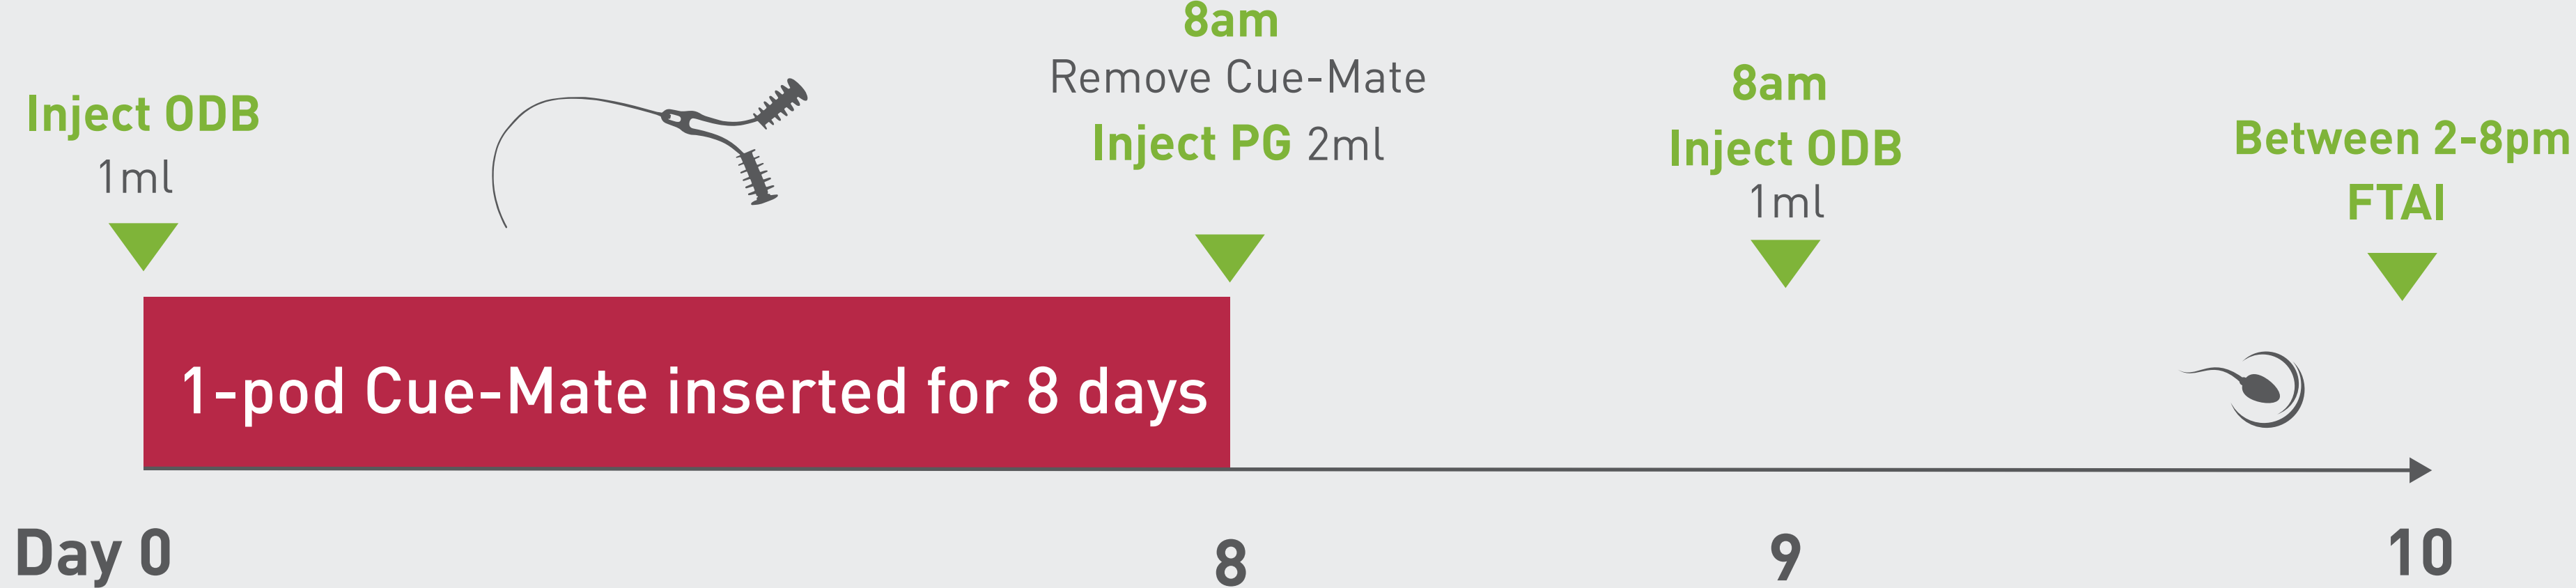 Inject ODB
1ml
8am
Remove Cue-Mate
Inject PG 2ml
8am
Inject ODB
1ml
Between 2-8pm
FTAI
1-pod Cue-Mate inserted for 8 days
Day 0
8
9
10